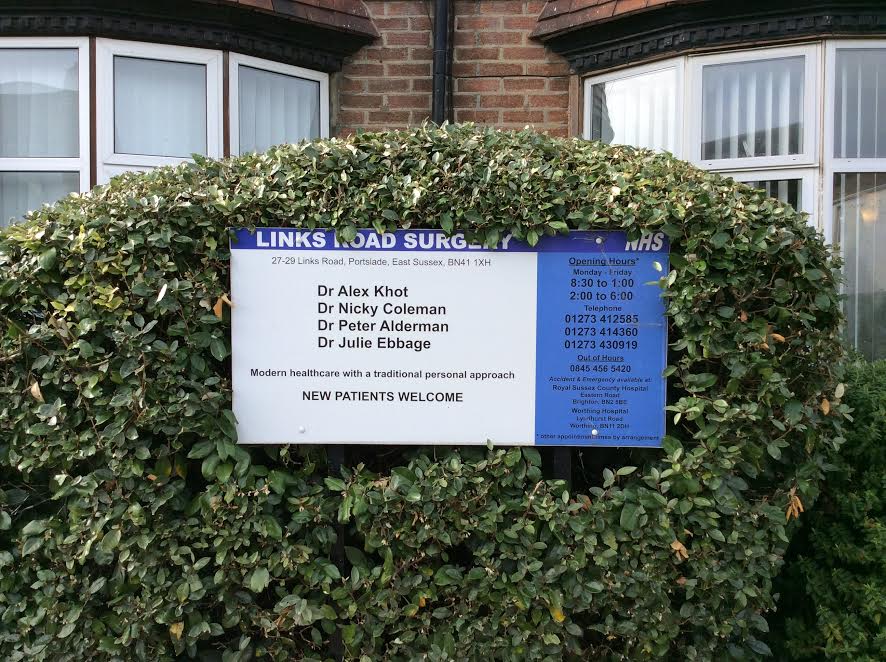 LINKS ROAD SURGERY
NHS
27-29 Links Road, Portslade, East Sussex, BN41 1XH
Dr Alex Khot
Dr Nicky Coleman
Dr Peter Alderman
Dr Julie Ebbage
Modern healthcare with a traditional personal approach
NEW PATIENTS WELCOME
Opening Hours*
Monday - Friday
8:30 to 1:00
2:00 to 6:00
Telephone
01273 412585
01273 414360
01273 430919
Out of Hours
0845 456 5420
Accident & Emergency available at:
Royal Sussex County Hospital
Eastern Road
Brighton, BN2 5BE
Worthing Hospital
Lyndhurst Road
Worthing, BN11 2DH
* other appointment times by arrangement